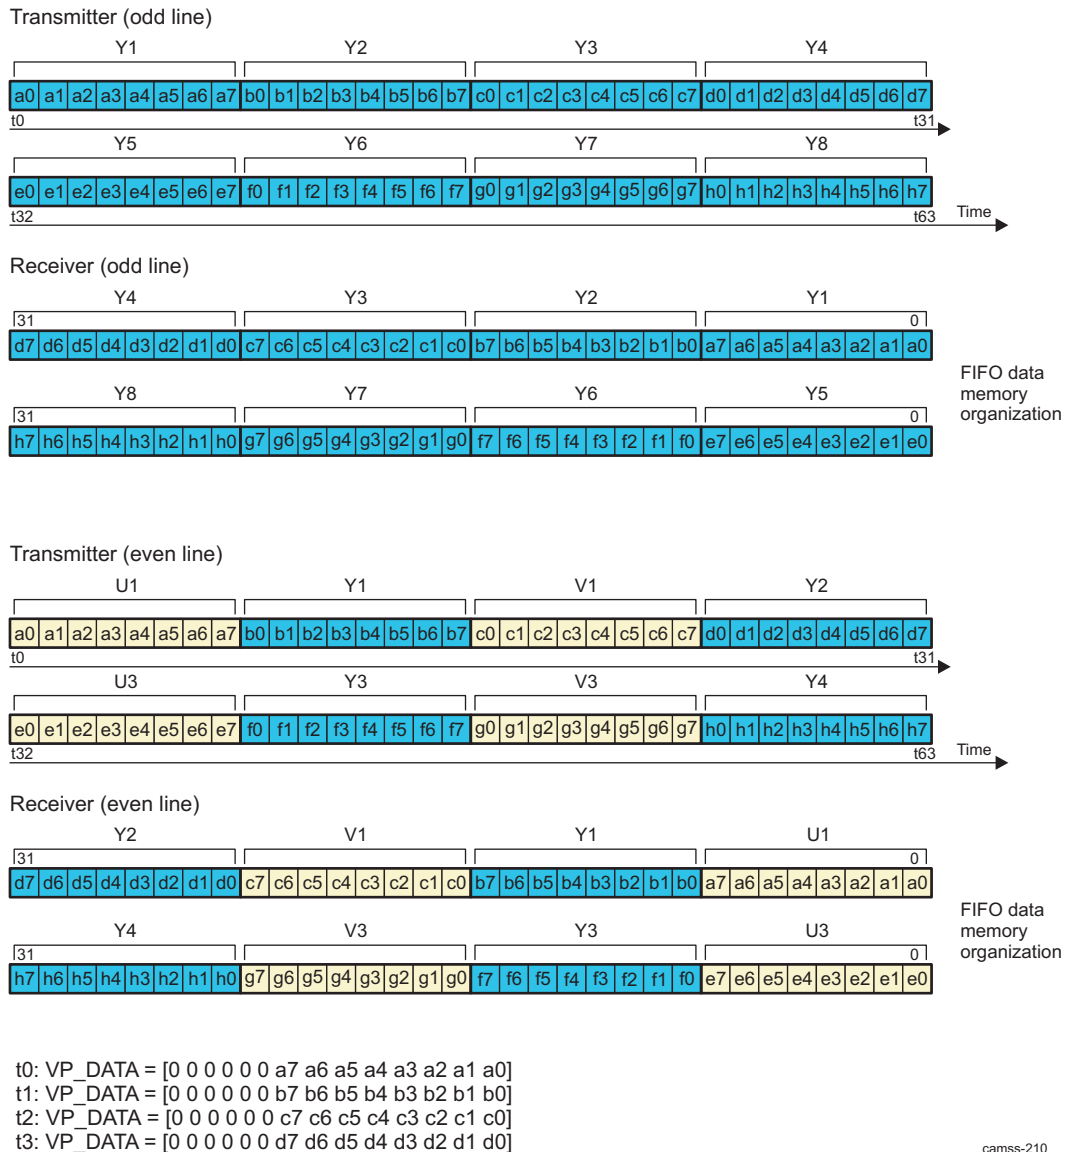 Transmitter (odd line)
Y1 Y2 Y3 Y4
a0 a1 a2 a3 a4 a5 a6 a7 b0 b1 b2 b3 b4 b5 b6 b7 c0 c1 c2 c3 c4 c5 c6 c7 d0 d1 d2 d3 d4 d5 d6 d7
t0 t31
Y5 Y6 Y7 Y8
e0 e1 e2 e3 e4 e5 e6 e7 f0 f1 f2 f3 f4 f5 f6 f7 g0 g1 g2 g3 g4 g5 g6 g7 h0 h1 h2 h3 h4 h5 h6 h7
t32 t63 Time
Receiver (odd line)
Y4 Y3 Y2 Y1
31 0
d7 d6 d5 d4 d3 d2 d1 d0 c7 c6 c5 c4 c3 c2 c1 c0 b7 b6 b5 b4 b3 b2 b1 b0 a7 a6 a5 a4 a3 a2 a1 a0
FIFO data
memory
organization
Y8 Y7 Y6 Y5
31 0
h7 h6 h5 h4 h3 h2 h1 h0 g7 g6 g5 g4 g3 g2 g1 g0 f7 f6 f5 f4 f3 f2 f1 f0 e7 e6 e5 e4 e3 e2 e1 e0
Transmitter (even line)
U1 Y1 V1 Y2
a0 a1 a2 a3 a4 a5 a6 a7 b0 b1 b2 b3 b4 b5 b6 b7 c0 c1 c2 c3 c4 c5 c6 c7 d0 d1 d2 d3 d4 d5 d6 d7
t0 t31
U3 Y3 V3 Y4
e0 e1 e2 e3 e4 e5 e6 e7 f0 f1 f2 f3 f4 f5 f6 f7 g0 g1 g2 g3 g4 g5 g6 g7 h0 h1 h2 h3 h4 h5 h6 h7
t32 t63 Time
Receiver (even line)
Y2 V1 Y1 U1
31 0
d7 d6 d5 d4 d3 d2 d1 d0 c7 c6 c5 c4 c3 c2 c1 c0 b7 b6 b5 b4 b3 b2 b1 b0 a7 a6 a5 a4 a3 a2 a1 a0
FIFO data
memory
organization
Y4 V3 Y3 U3
31 0
h7 h6 h5 h4 h3 h2 h1 h0 g7 g6 g5 g4 g3 g2 g1 g0 f7 f6 f5 f4 f3 f2 f1 f0 e7 e6 e5 e4 e3 e2 e1 e0
t0: VP_DATA = [0 0 0 0 0 0 a7 a6 a5 a4 a3 a2 a1 a0]
t1: VP_DATA = [0 0 0 0 0 0 b7 b6 b5 b4 b3 b2 b1 b0]
t2: VP_DATA = [0 0 0 0 0 0 c7 c6 c5 c4 c3 c2 c1 c0]
t3: VP_DATA = [0 0 0 0 0 0 d7 d6 d5 d4 d3 d2 d1 d0]
camss-210